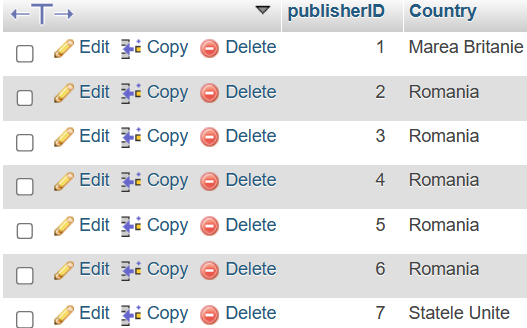 publisherID Country
Edit Copy Delete 1 Marea Britanie
Edit Copy Delete 2 Romania
Edit Copy Delete 3 Romania
Edit Copy Delete 4 Romania
Edit Copy Delete 5 Romania
Edit Copy Delete 6 Romania
Edit Copy Delete 7 Statele Unite